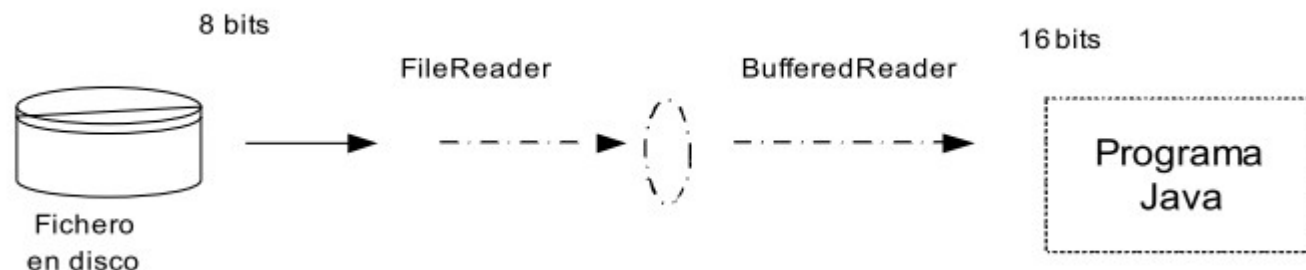 8 bits
16 bits
FileReader
BufferedReader
Programa
Java
Fichero
en disco